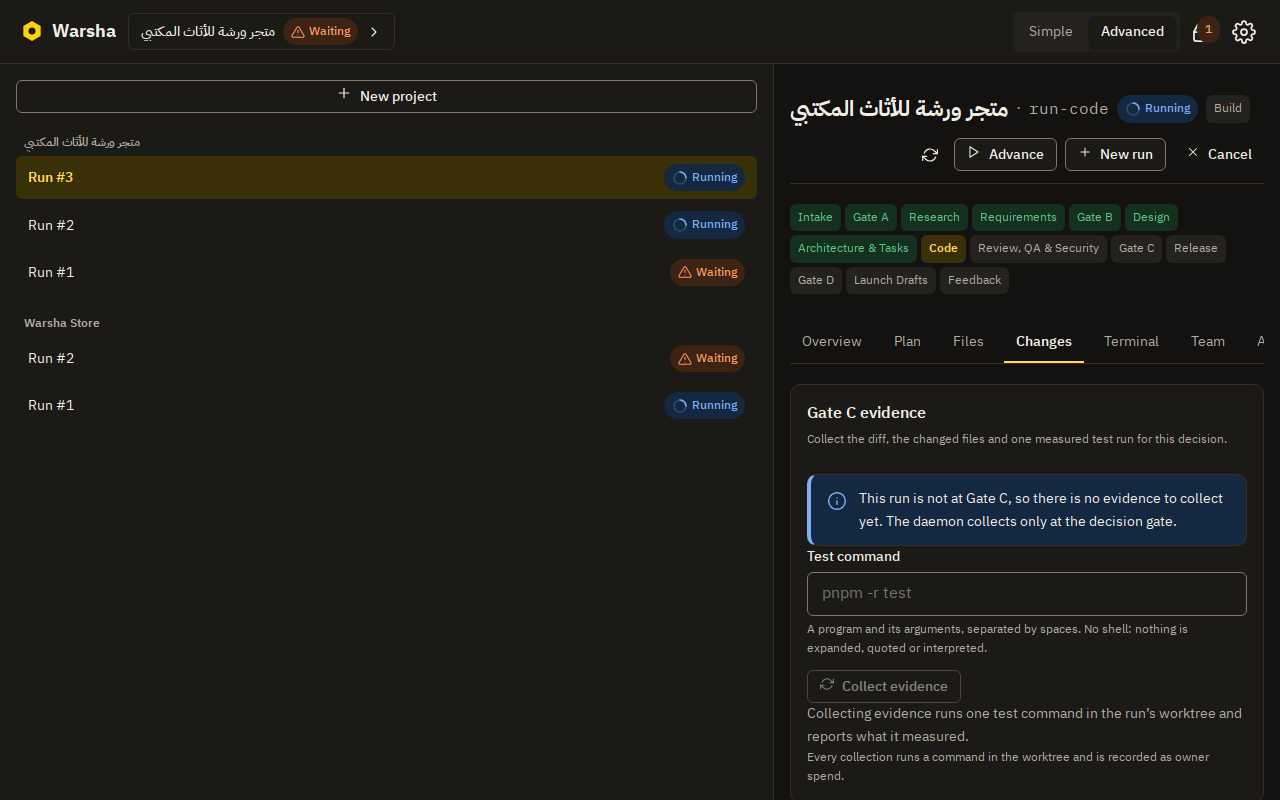 Warsha
متجر ورشة للأثاث المكتبي
Waiting
Simple
Advanced
1
New project
متجر ورشة للأثاث المكتبي
Run #3
Running
Run #2
Running
Run #1
Waiting
Warsha Store
Run #2
Waiting
Run #1
Running
متجر ورشة للأثاث المكتبي · run-code
Running
Build
Advance
New run
Cancel
Intake
Gate A
Research
Requirements
Gate B
Design
Architecture & Tasks
Code
Review, QA & Security
Gate C
Release
Gate D
Launch Drafts
Feedback
Overview
Plan
Files
Changes
Terminal
Team
Gate C evidence
Collect the diff, the changed files and one measured test run for this decision.
This run is not at Gate C, so there is no evidence to collect
yet. The daemon collects only at the decision gate.
Test command
pnpm -r test
A program and its arguments, separated by spaces. No shell: nothing is
expanded, quoted or interpreted.
Collect evidence
Collecting evidence runs one test command in the run's worktree and
reports what it measured.
Every collection runs a command in the worktree and is recorded as owner
spend.